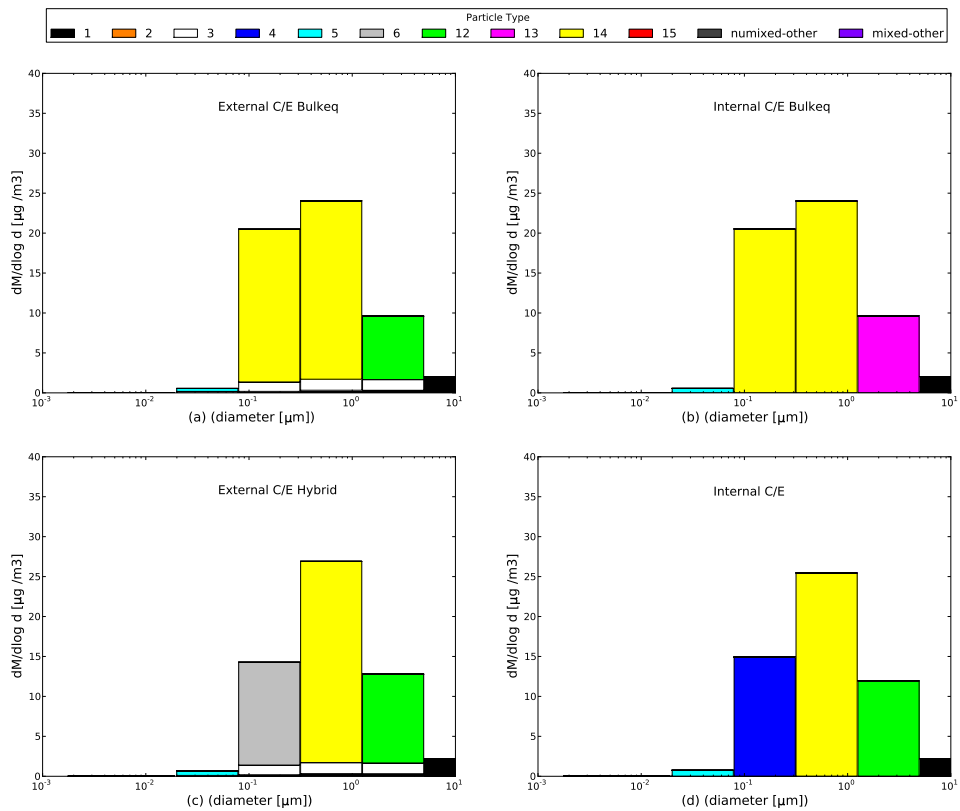 Particle Type
1 2 3 4 5 6 12 13 14 15 numixed-other mixed-other
External C/E Bulkeq
dM/dlog d [µg /m3]
40
35
30
25
20
15
10
5
0
10^-3 10^-2 10^-1 10^0 10^1
(a) (diameter [µm])
Internal C/E Bulkeq
dM/dlog d [µg /m3]
40
35
30
25
20
15
10
5
0
10^-3 10^-2 10^-1 10^0 10^1
(b) (diameter [µm])
External C/E Hybrid
dM/dlog d [µg /m3]
40
35
30
25
20
15
10
5
0
10^-3 10^-2 10^-1 10^0 10^1
(c) (diameter [µm])
Internal C/E
dM/dlog d [µg /m3]
40
35
30
25
20
15
10
5
0
10^-3 10^-2 10^-1 10^0 10^1
(d) (diameter [µm])